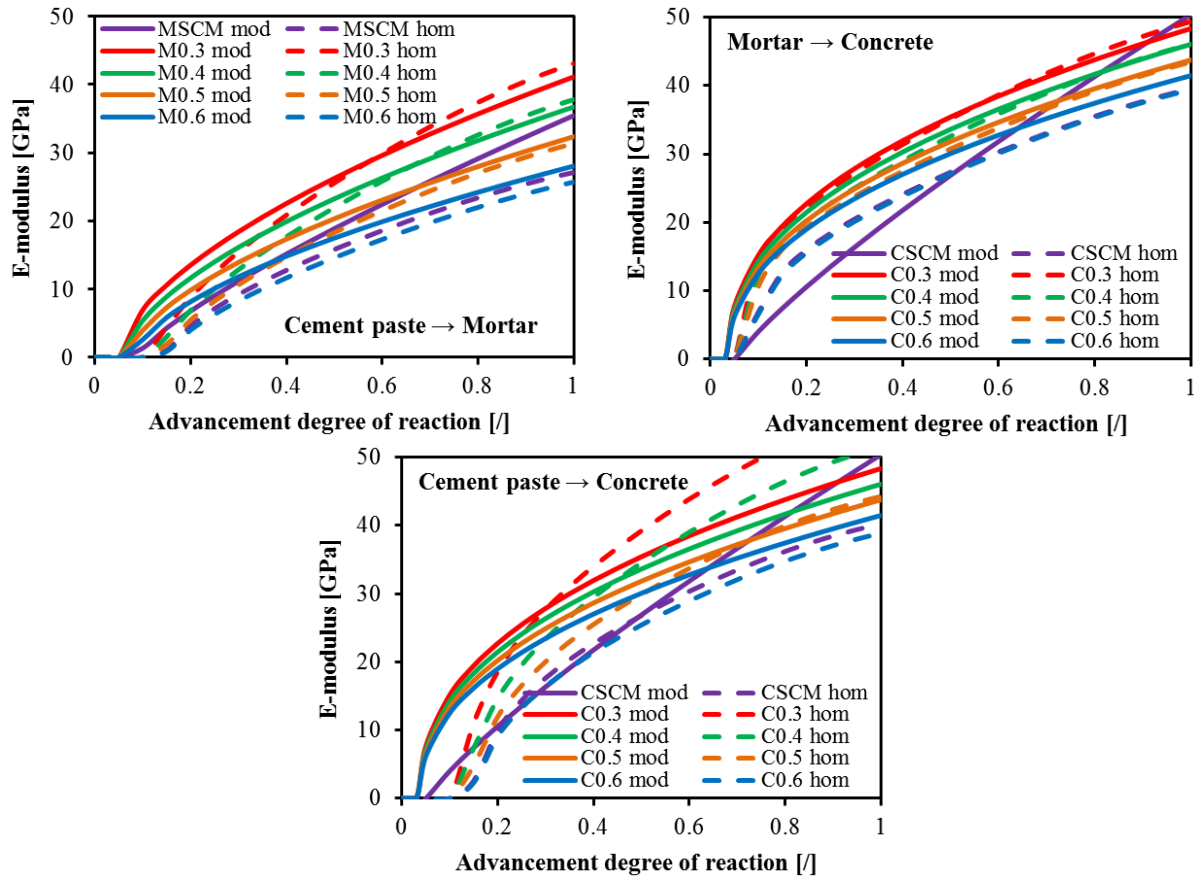 MSCM mod MSCM hom
M0.3 mod M0.3 hom
M0.4 mod M0.4 hom
M0.5 mod M0.5 hom
M0.6 mod M0.6 hom
Cement paste → Mortar
E-modulus [GPa]
50
40
30
20
10
0
0 0.2 0.4 0.6 0.8 1
Advancement degree of reaction [/]
Mortar → Concrete
CSCM mod CSCM hom
C0.3 mod C0.3 hom
C0.4 mod C0.4 hom
C0.5 mod C0.5 hom
C0.6 mod C0.6 hom
E-modulus [GPa]
50
40
30
20
10
0
0 0.2 0.4 0.6 0.8 1
Advancement degree of reaction [/]
Cement paste → Concrete
CSCM mod CSCM hom
C0.3 mod C0.3 hom
C0.4 mod C0.4 hom
C0.5 mod C0.5 hom
C0.6 mod C0.6 hom
E-modulus [GPa]
50
40
30
20
10
0
0 0.2 0.4 0.6 0.8 1
Advancement degree of reaction [/]